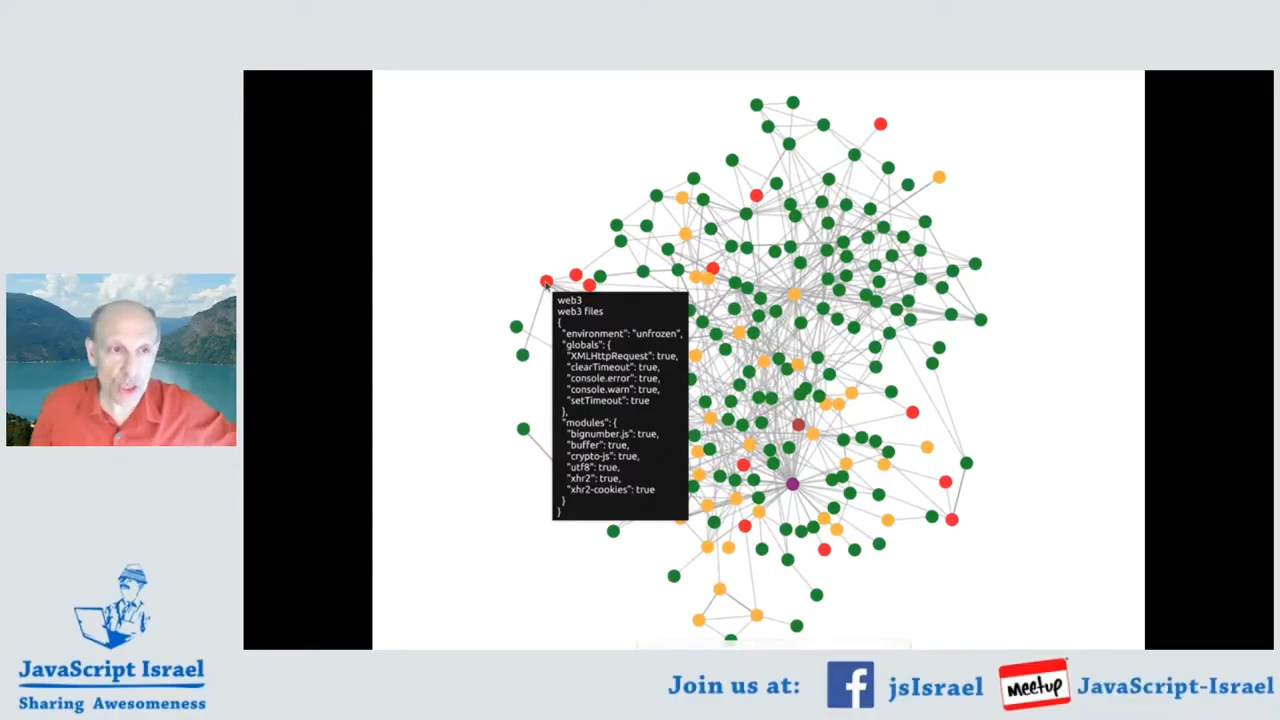 web3
web3 files
{
"environment": "unfrozen",
"globals": {
"XMLHttpRequest": true,
"clearTimeout": true,
"console.error": true,
"console.warn": true,
"setTimeout": true
},
"modules": {
"bignumber.js": true,
"buffer": true,
"crypto-js": true,
"utf8": true,
"xhr2": true,
"xhr2-cookies": true
}
}
JavaScript Israel
Sharing Awesomeness
Join us at:
f
jsIsrael
meetup
JavaScript-Israel